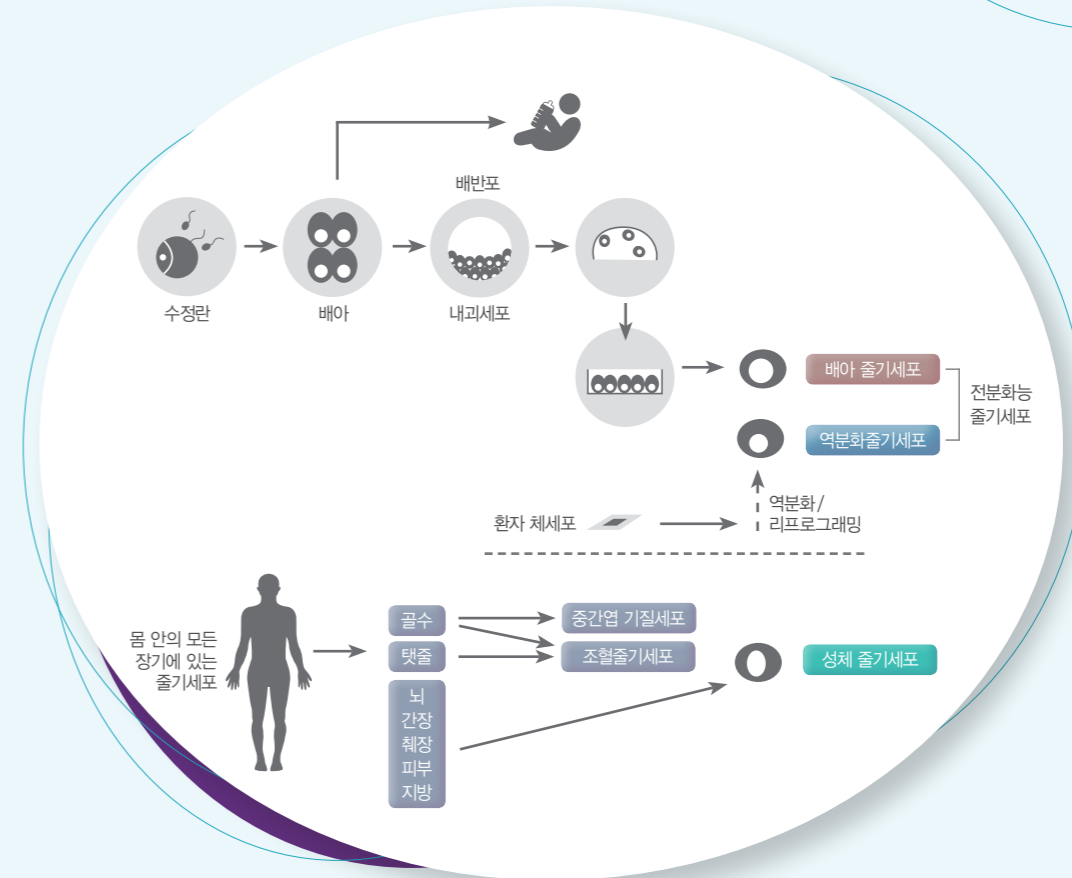 배반포
수정란
배아
내괴세포
배아 줄기세포
전분화능
줄기세포
역분화줄기세포
환자 체세포
역분화/
리프로그래밍
몸 안의 모든
장기에 있는
줄기세포
골수
탯줄
뇌
간장
췌장
피부
지방
중간엽 기질세포
조혈줄기세포
성체 줄기세포